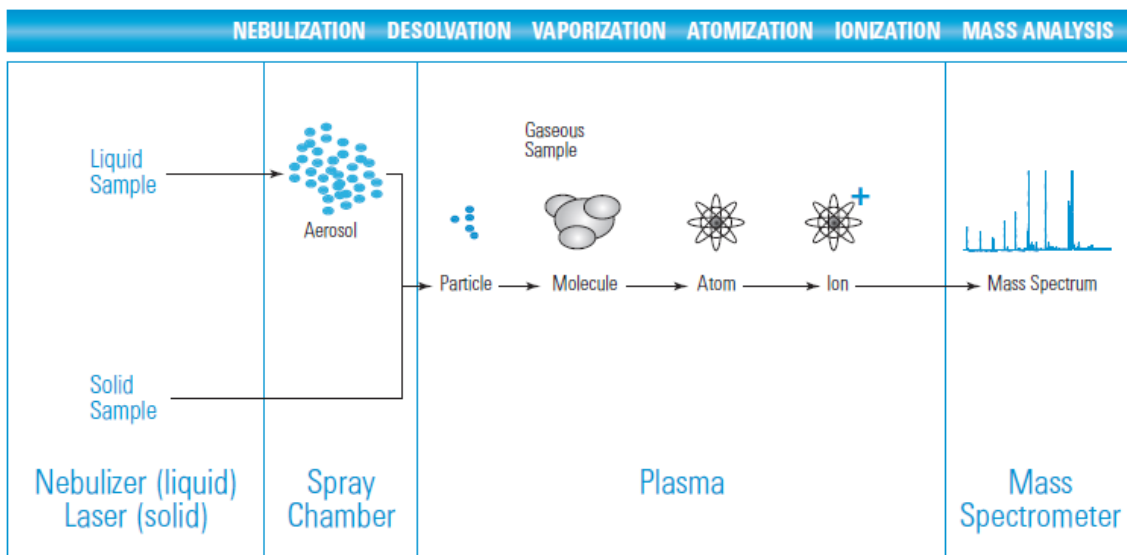 NEBULIZATION DESOLVATION VAPORIZATION ATOMIZATION IONIZATION MASS ANALYSIS
Liquid
Sample
Aerosol
Gaseous
Sample
Particle Molecule Atom Ion Mass Spectrum
+
Solid
Sample
Nebulizer (liquid)
Laser (solid)
Spray
Chamber
Plasma
Mass
Spectrometer